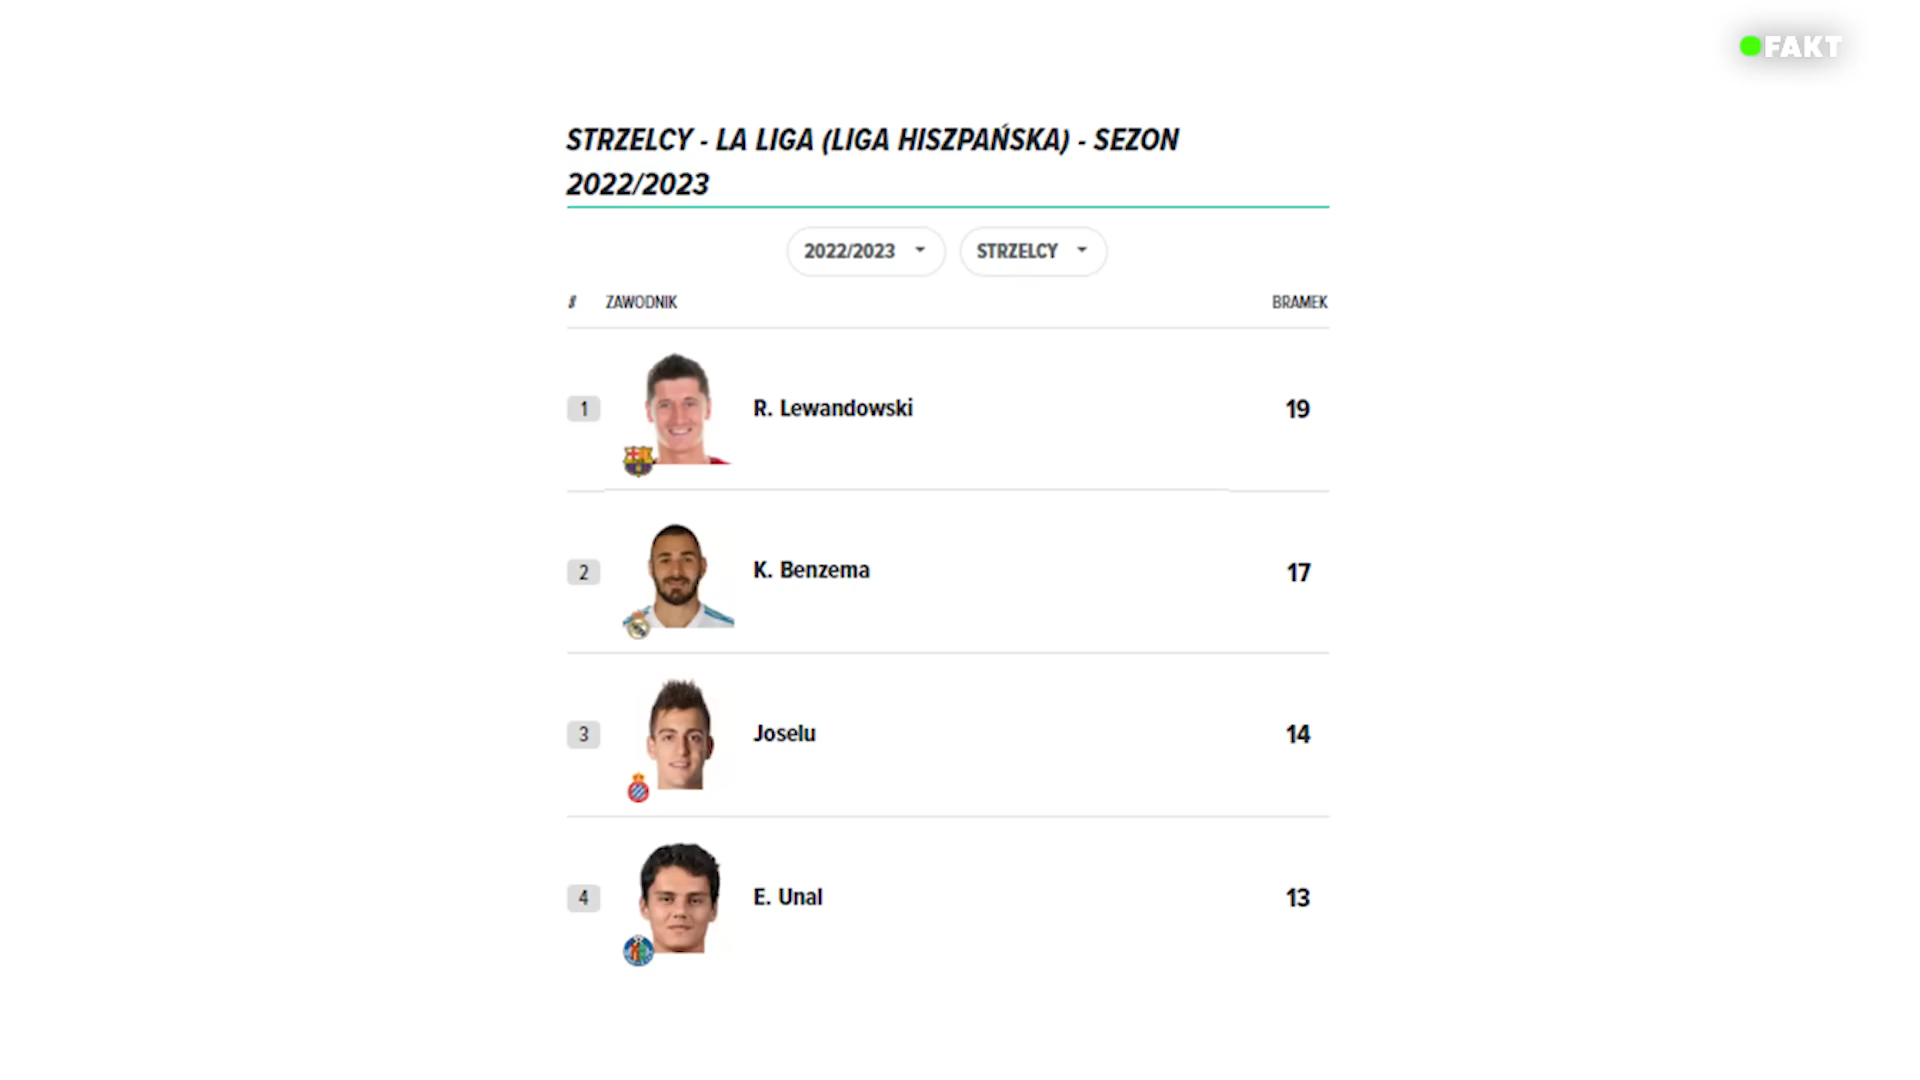 FAKT
STRZELCY - LA LIGA (LIGA HISZPAŃSKA) - SEZON
2022/2023
2022/2023 STRZELCY
# ZAWODNIK BRAMEK
1 R. Lewandowski 19
2 K. Benzema 17
3 Joselu 14
4 E. Unal 13